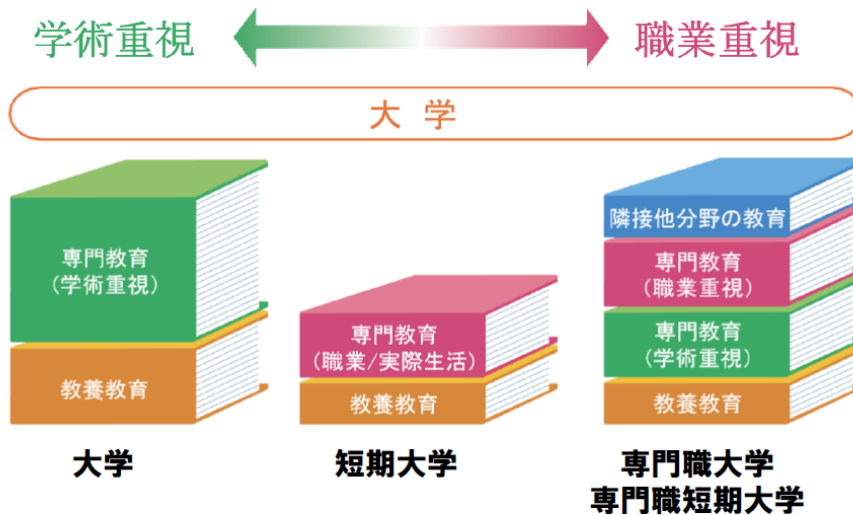 学術重視
職業重視
大学
専門教育
(学術重視)
教養教育
大学
専門教育
(職業/実際生活)
教養教育
短期大学
隣接他分野の教育
専門教育
(職業重視)
専門教育
(学術重視)
教養教育
専門職大学
専門職短期大学